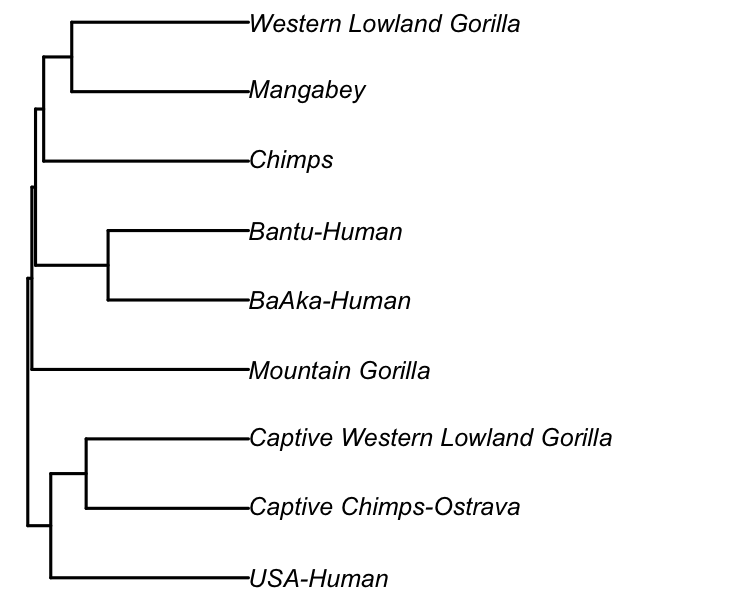 Western Lowland Gorilla
Mangabey
Chimps
Bantu-Human
BaAka-Human
Mountain Gorilla
Captive Western Lowland Gorilla
Captive Chimps-Ostrava
USA-Human